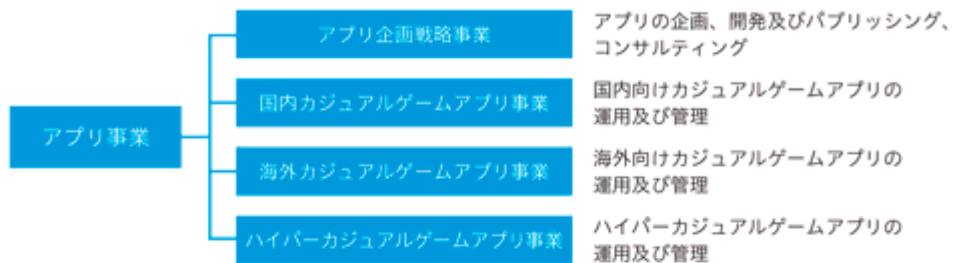 アプリ事業
アプリ企画戦略事業
アプリの企画、開発及びパブリッシング、
コンサルティング
国内カジュアルゲームアプリ事業
国内向けカジュアルゲームアプリの
運用及び管理
海外カジュアルゲームアプリ事業
海外向けカジュアルゲームアプリの
運用及び管理
ハイパーカジュアルゲームアプリ事業
ハイパーカジュアルゲームアプリの
運用及び管理